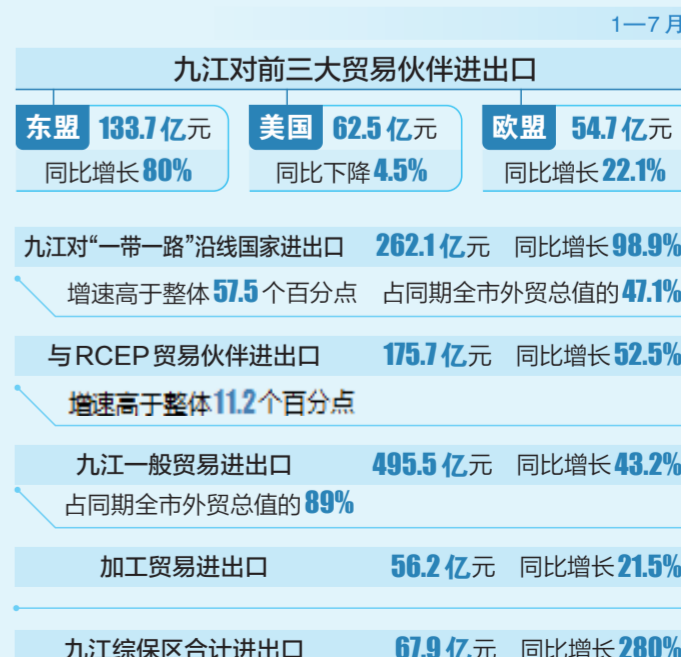 1—7月
九江对前三大贸易伙伴进出口
东盟 133.7亿元
同比增长80%
美国 62.5亿元
同比下降4.5%
欧盟 54.7亿元
同比增长22.1%
九江对“一带一路”沿线国家进出口 262.1亿元 同比增长98.9%
增速高于整体57.5个百分点 占同期全市外贸总值的47.1%
与RCEP贸易伙伴进出口 175.7亿元 同比增长52.5%
增速高于整体11.2个百分点
九江一般贸易进出口 495.5亿元 同比增长43.2%
占同期全市外贸总值的89%
加工贸易进出口 56.2亿元 同比增长21.5%
九江综保区合计进出口 67.9亿元 同比增长280%